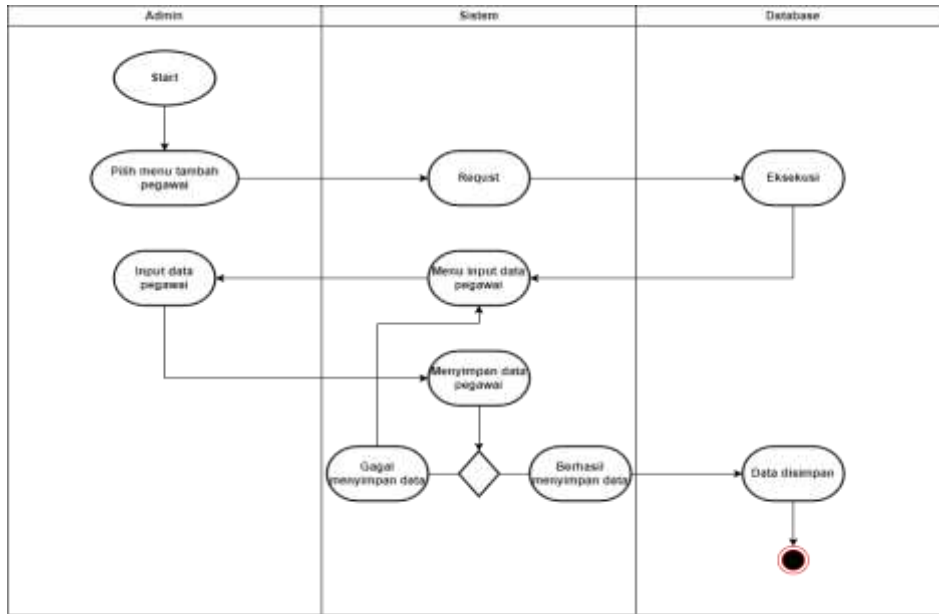 Admin
Sistem
Database
Start
Pilih menu tambah
pegawai
Requst
Eksekusi
Input data
pegawai
Menu input data
pegawai
Menyimpan data
pegawai
Gagal
menyimpan data
Berhasil
menyimpan data
Data disimpan